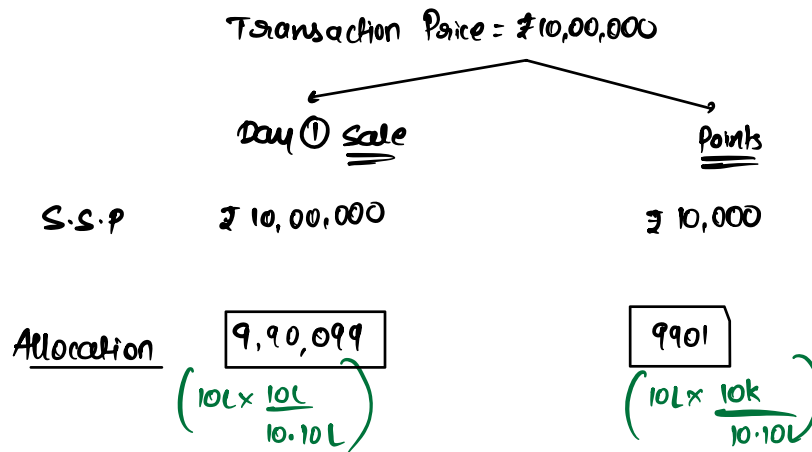 Transaction Price = ₹10,00,000
Day ① Sale Points
S.S.P ₹ 10,00,000 ₹ 10,000
Allocation 9,90,099 9901
(10L × 10L / 10.10L) (10L × 10K / 10.10L)